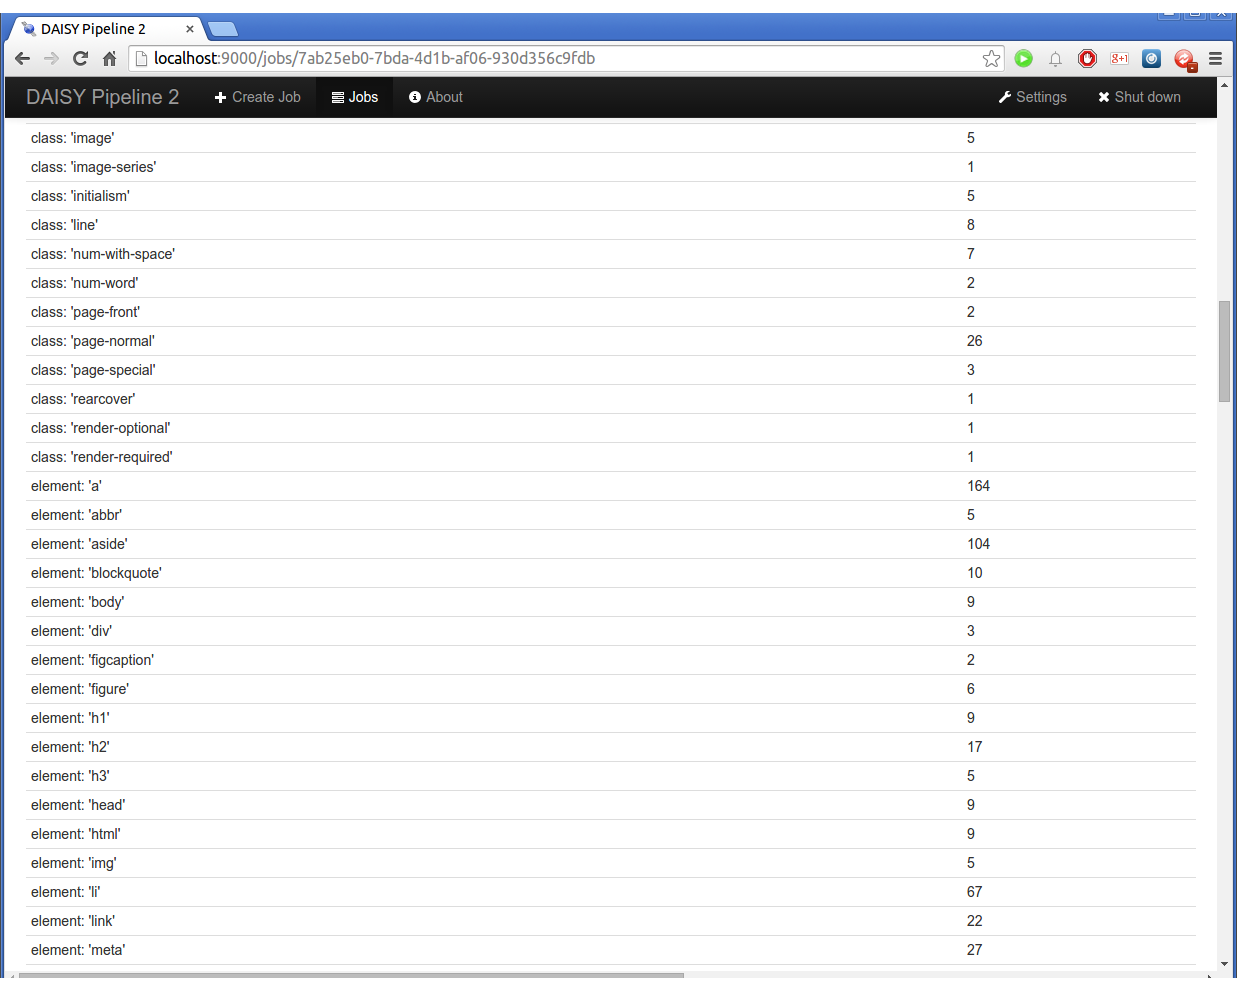 DAISY Pipeline 2
localhost:9000/jobs/7ab25eb0-7bda-4d1b-af06-930d356c9fdb
g+1
DAISY Pipeline 2 Create Job Jobs About Settings Shut down
class: 'image' 5
class: 'image-series' 1
class: 'initialism' 5
class: 'line' 8
class: 'num-with-space' 7
class: 'num-word' 2
class: 'page-front' 2
class: 'page-normal' 26
class: 'page-special' 3
class: 'rearcover' 1
class: 'render-optional' 1
class: 'render-required' 1
element: 'a' 164
element: 'abbr' 5
element: 'aside' 104
element: 'blockquote' 10
element: 'body' 9
element: 'div' 3
element: 'figcaption' 2
element: 'figure' 6
element: 'h1' 9
element: 'h2' 17
element: 'h3' 5
element: 'head' 9
element: 'html' 9
element: 'img' 5
element: 'li' 67
element: 'link' 22
element: 'meta' 27